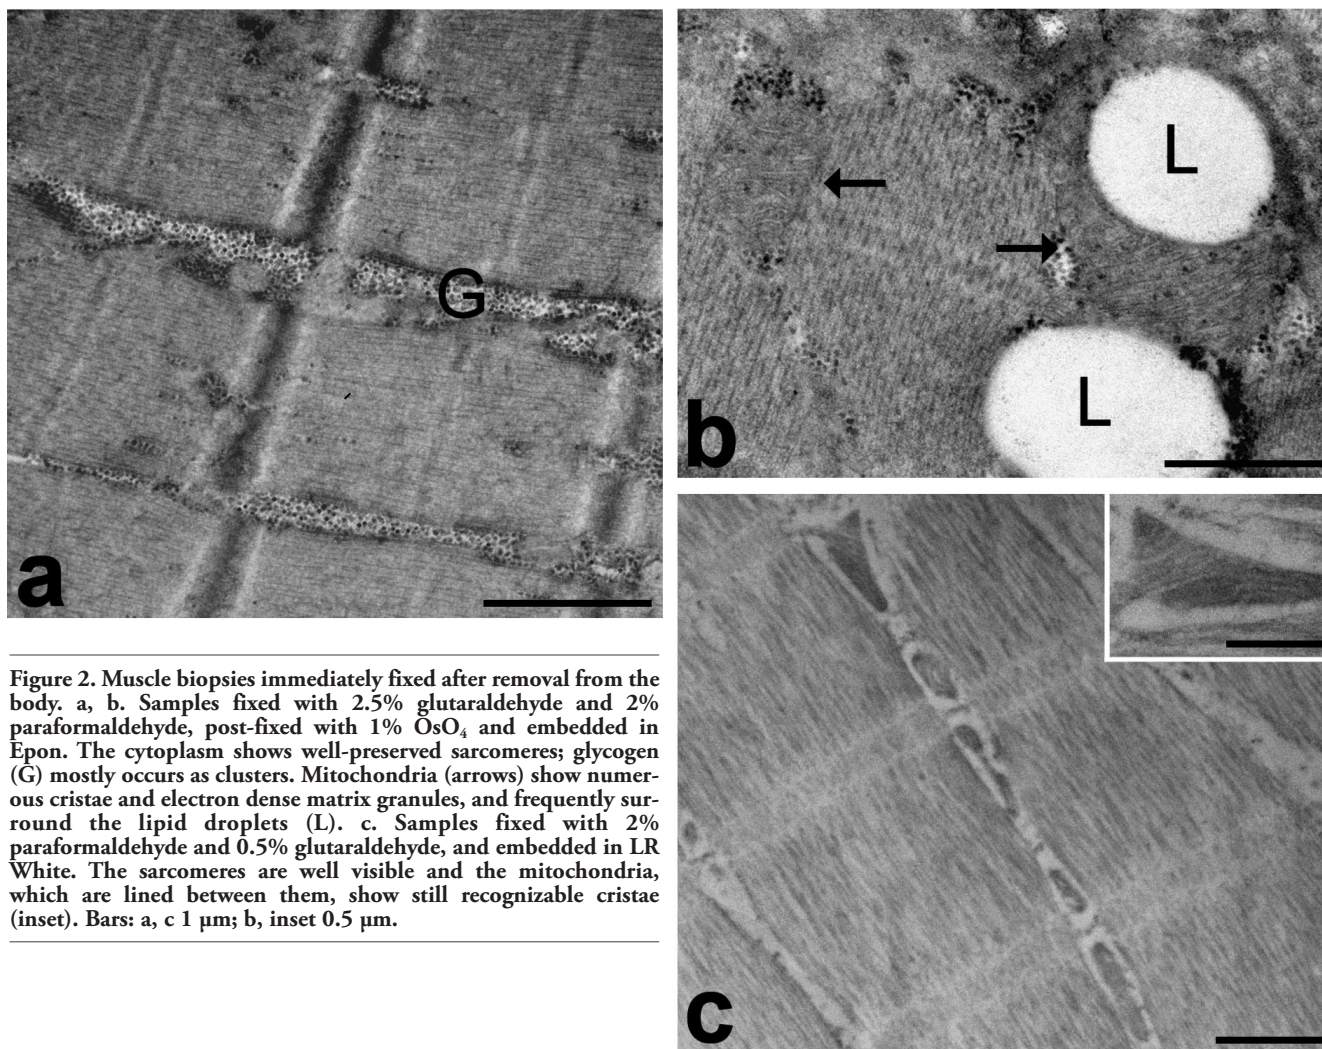 G
a
L
L
b
c
Figure 2. Muscle biopsies immediately fixed after removal from the
body. a, b. Samples fixed with 2.5% glutaraldehyde and 2%
paraformaldehyde, post-fixed with 1% OsO₄ and embedded in
Epon. The cytoplasm shows well-preserved sarcomeres; glycogen
(G) mostly occurs as clusters. Mitochondria (arrows) show numer-
ous cristae and electron dense matrix granules, and frequently sur-
round the lipid droplets (L). c. Samples fixed with 2%
paraformaldehyde and 0.5% glutaraldehyde, and embedded in LR
White. The sarcomeres are well visible and the mitochondria,
which are lined between them, show still recognizable cristae
(inset). Bars: a, c 1 µm; b, inset 0.5 µm.